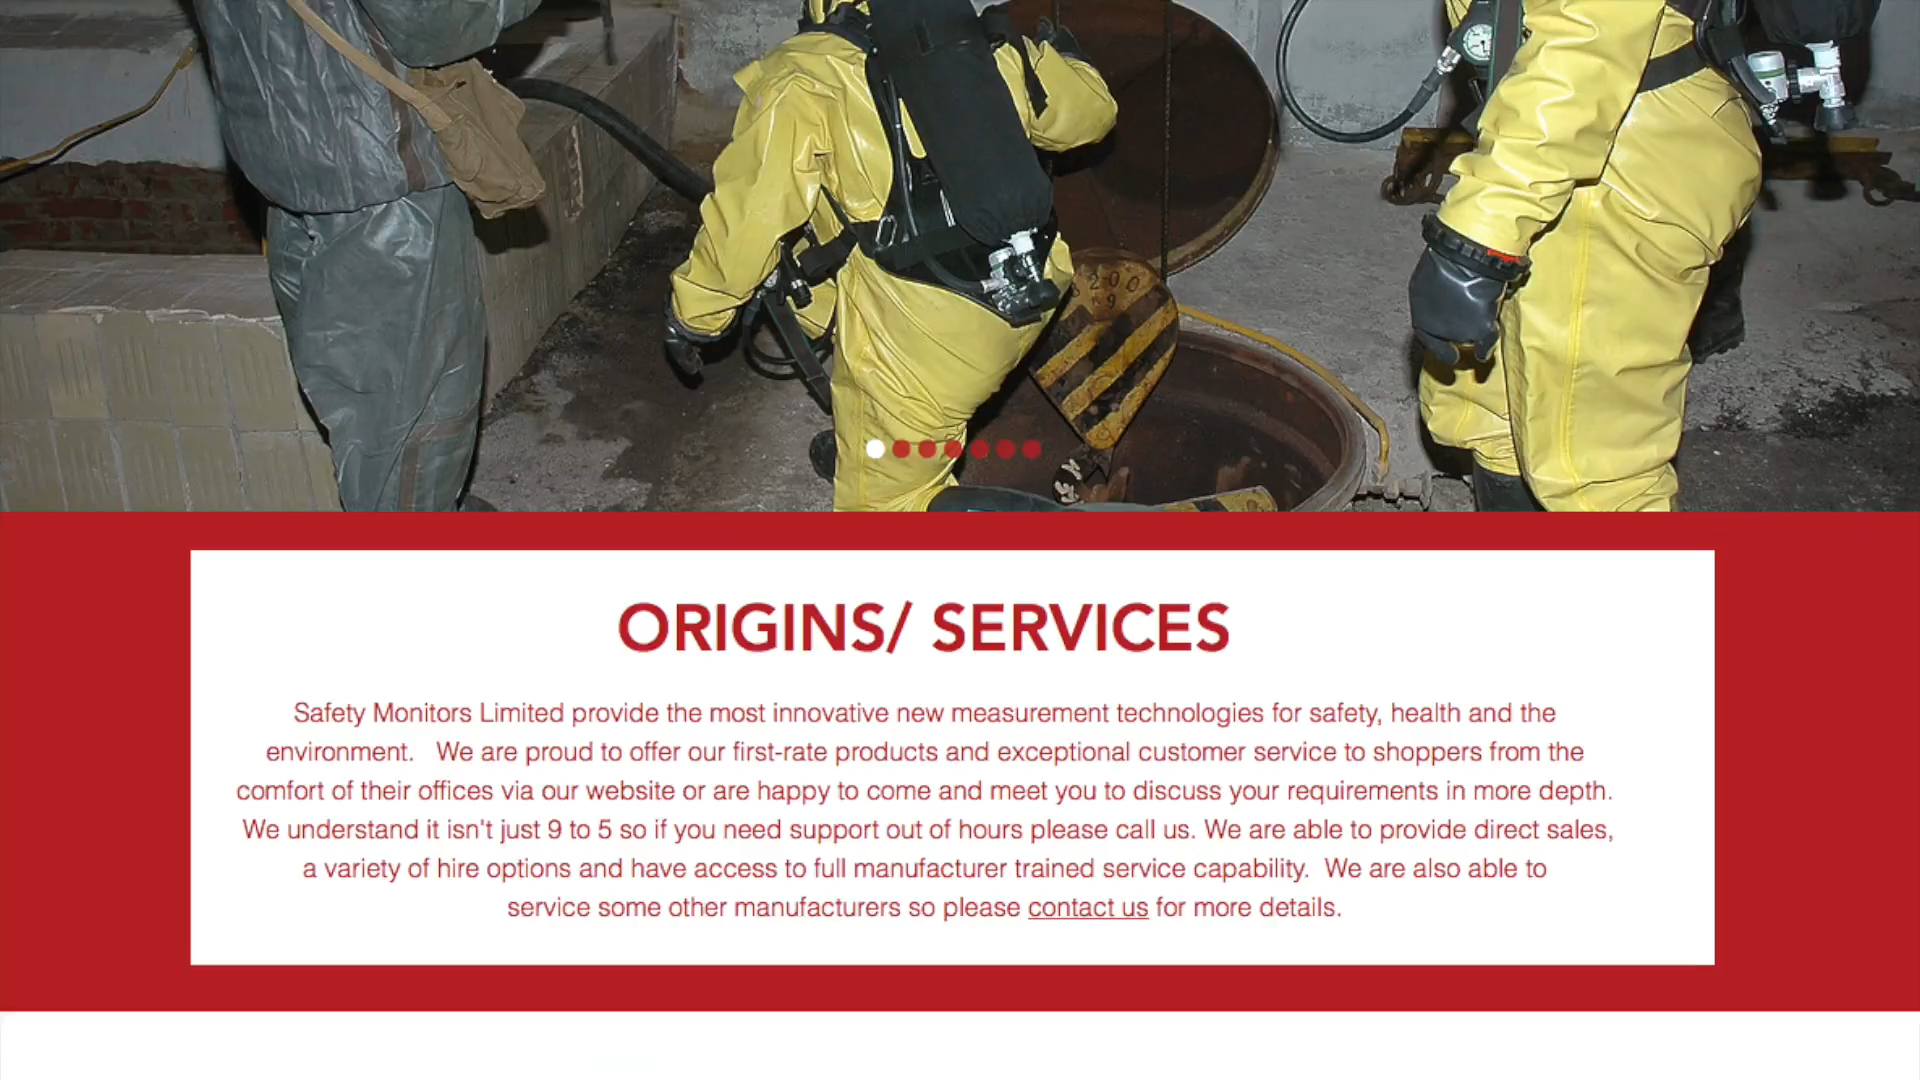 200
ORIGINS/ SERVICES
Safety Monitors Limited provide the most innovative new measurement technologies for safety, health and the
environment.   We are proud to offer our first-rate products and exceptional customer service to shoppers from the
comfort of their offices via our website or are happy to come and meet you to discuss your requirements in more depth.
We understand it isn't just 9 to 5 so if you need support out of hours please call us. We are able to provide direct sales,
a variety of hire options and have access to full manufacturer trained service capability.  We are also able to
service some other manufacturers so please contact us for more details.